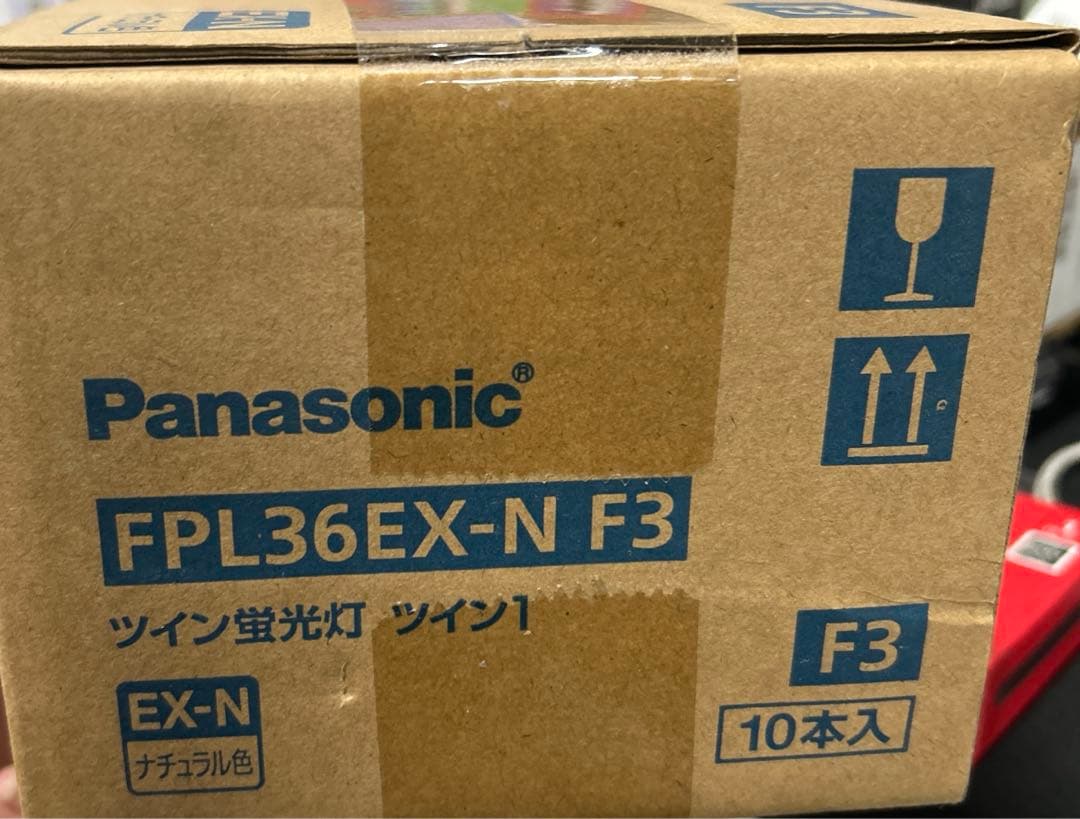 Panasonic®
FPL36EX-N F3
ツイン蛍光灯 ツイン1
F3
EX-N
ナチュラル色
10本入